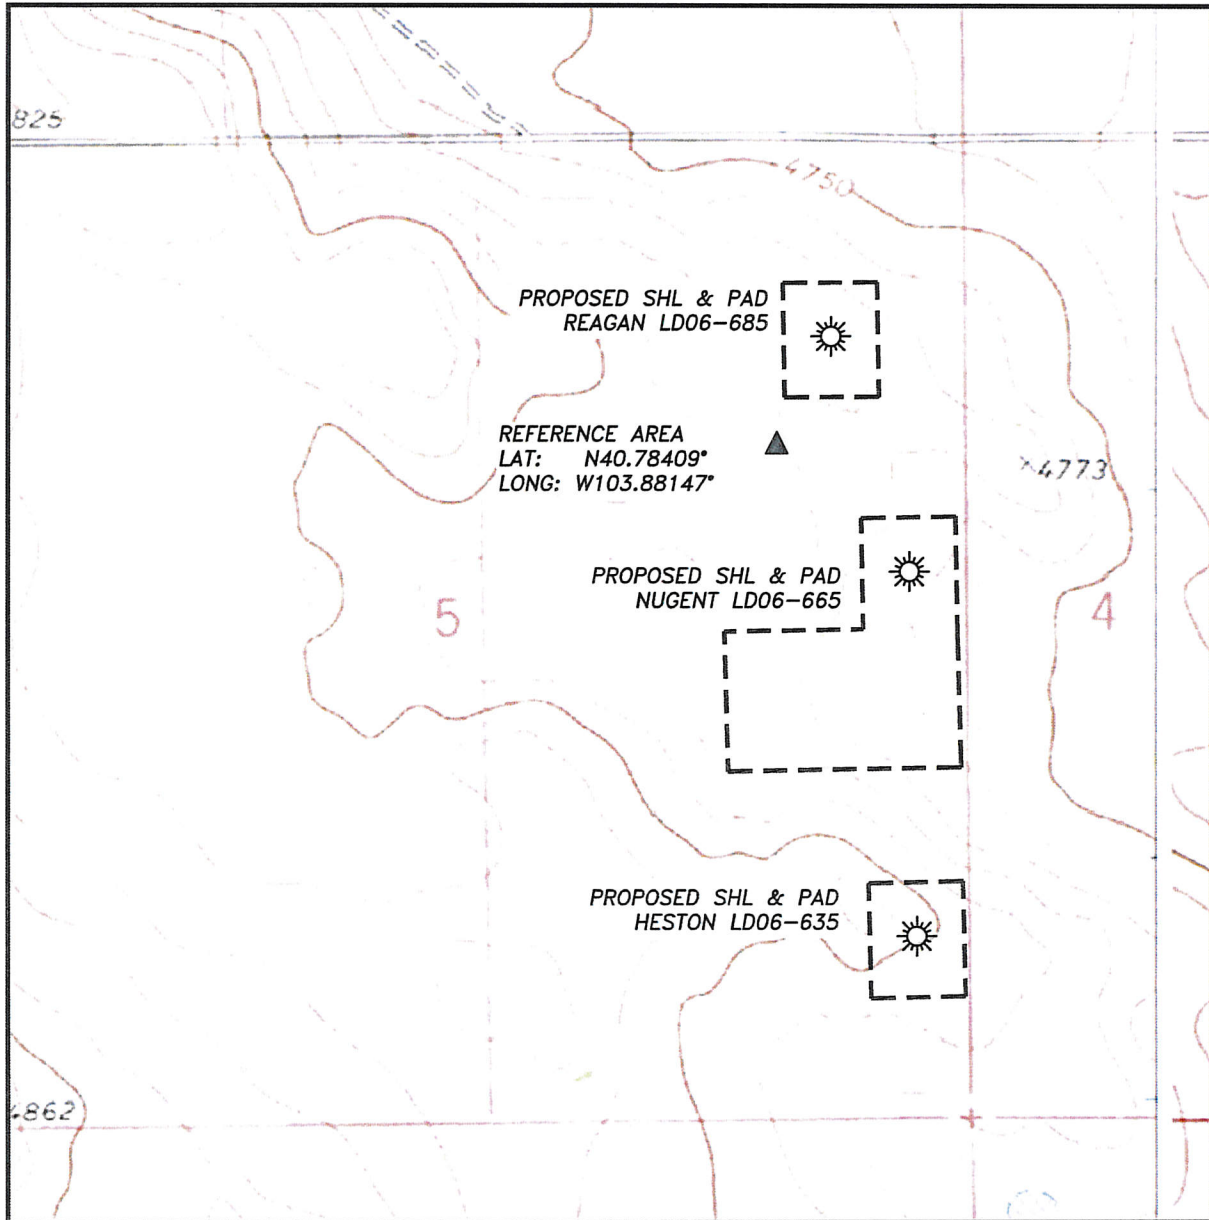 825
4750
PROPOSED SHL & PAD
REAGAN LD06-685
REFERENCE AREA
LAT: N40.78409°
LONG: W103.88147°
×4773
PROPOSED SHL & PAD
NUGENT LD06-665
5
4
PROPOSED SHL & PAD
HESTON LD06-635
4862